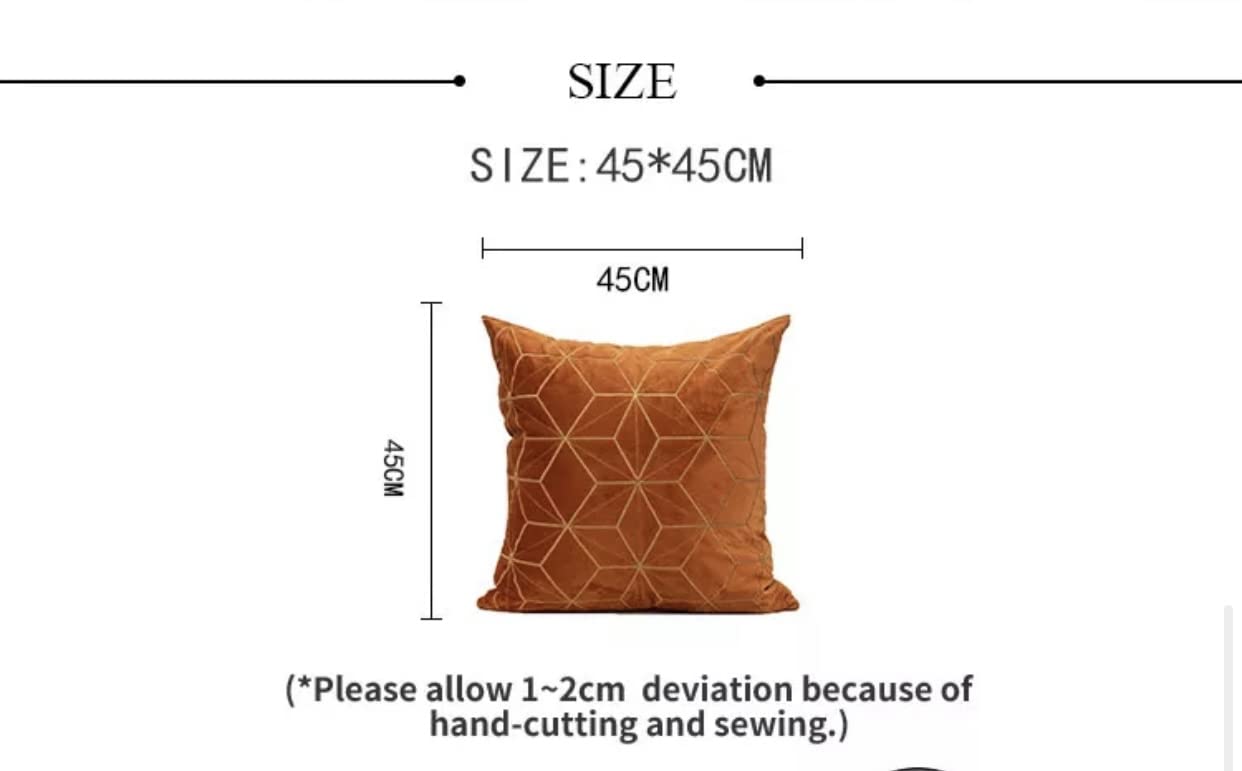 SIZE
SIZE:45*45CM
45CM
45CM
(*Please allow 1~2cm deviation because of
hand-cutting and sewing.)